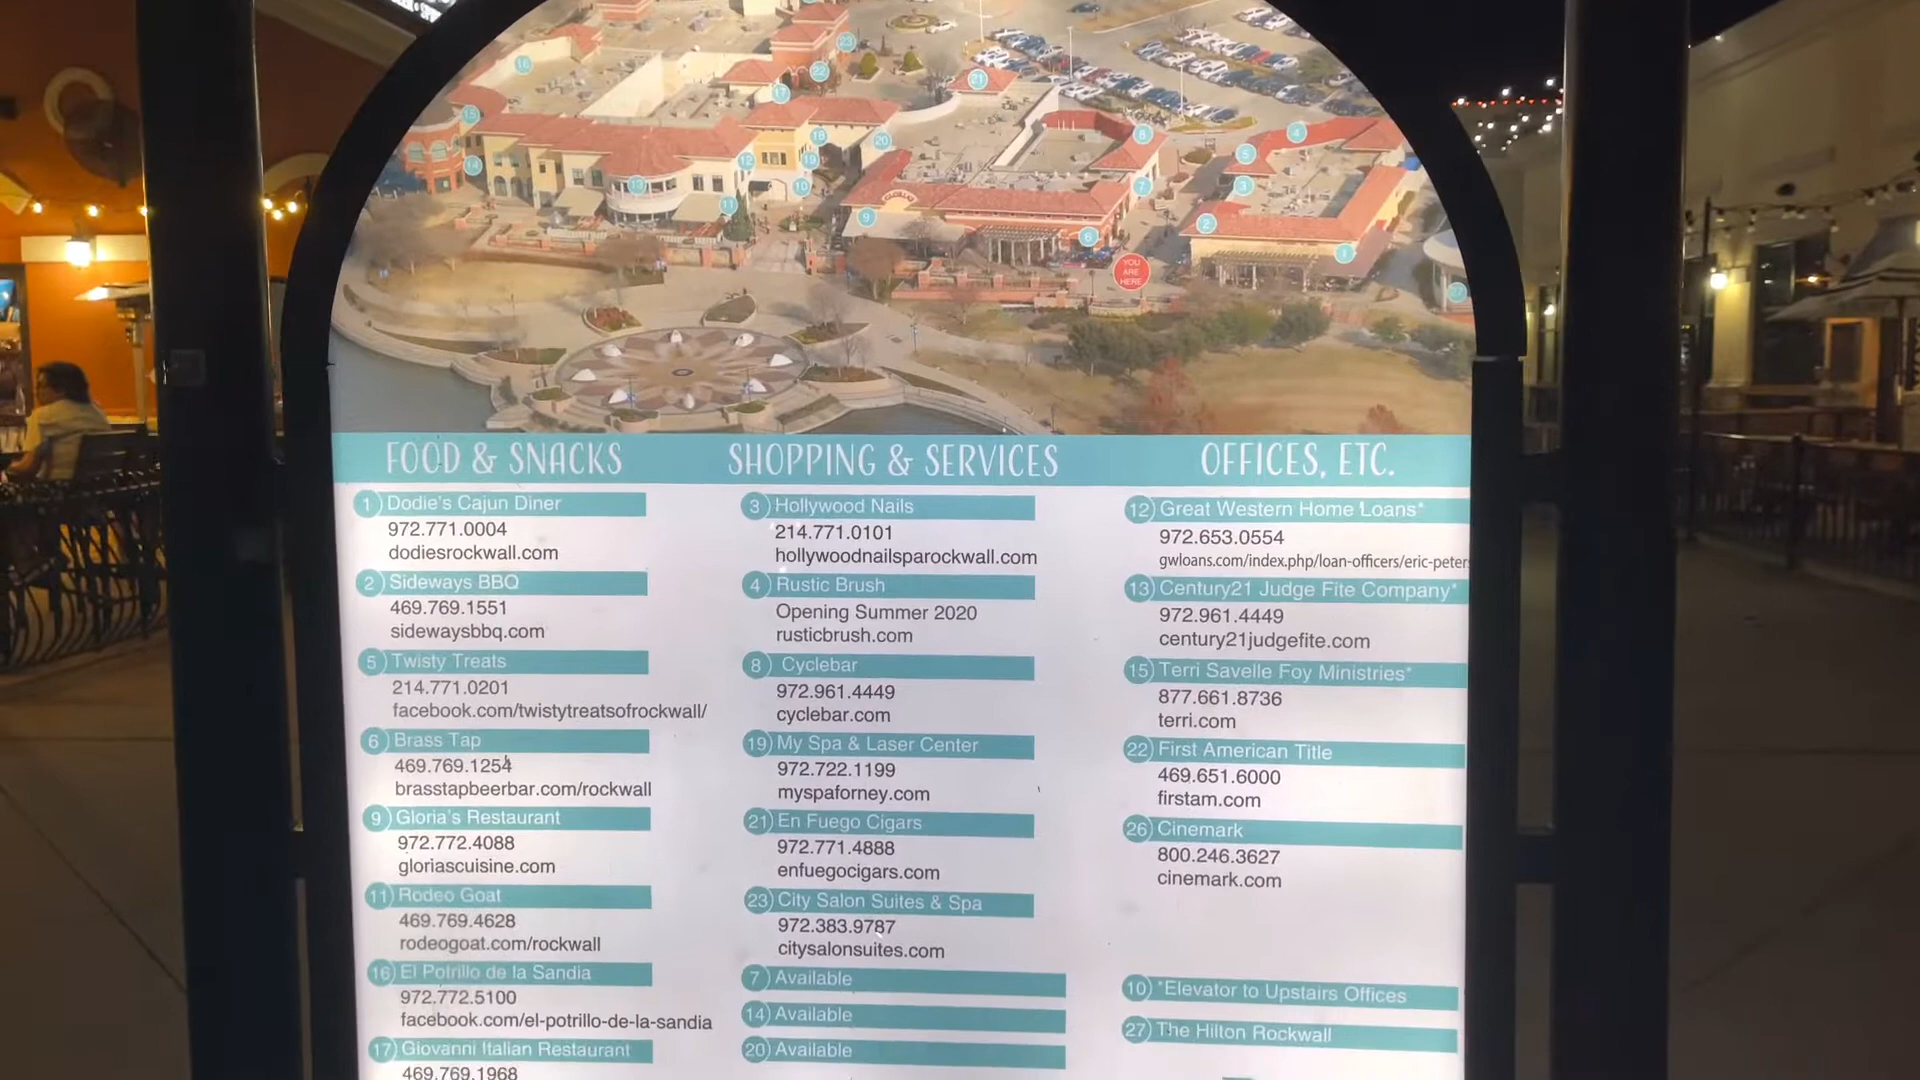 YOU
ARE
HERE
FOOD & SNACKS
1 Dodie's Cajun Diner
972.771.0004
dodiesrockwall.com
2 Sideways BBQ
469.769.1551
sidewaysbbq.com
5 Twisty Treats
214.771.0201
facebook.com/twistytreatsofrockwall/
6 Brass Tap
469.769.1254
brasstapbeerbar.com/rockwall
9 Gloria's Restaurant
972.772.4088
gloriascuisine.com
11 Rodeo Goat
469.769.4628
rodeogoat.com/rockwall
16 El Potrillo de la Sandia
972.772.5100
facebook.com/el-potrillo-de-la-sandia
17 Giovanni Italian Restaurant
469.769.1968
SHOPPING & SERVICES
3 Hollywood Nails
214.771.0101
hollywoodnailsparockwall.com
4 Rustic Brush
Opening Summer 2020
rusticbrush.com
8 Cyclebar
972.961.4449
cyclebar.com
19 My Spa & Laser Center
972.722.1199
myspaforney.com
21 En Fuego Cigars
972.771.4888
enfuegocigars.com
23 City Salon Suites & Spa
972.383.9787
citysalonsuites.com
7 Available
14 Available
20 Available
OFFICES, ETC.
12 Great Western Home Loans*
972.653.0554
gwloans.com/index.php/loan-officers/eric-peters
13 Century21 Judge Fite Company*
972.961.4449
century21judgefite.com
15 Terri Savelle Foy Ministries*
877.661.8736
terri.com
22 First American Title
469.651.6000
firstam.com
26 Cinemark
800.246.3627
cinemark.com
10 *Elevator to Upstairs Offices
27 The Hilton Rockwall